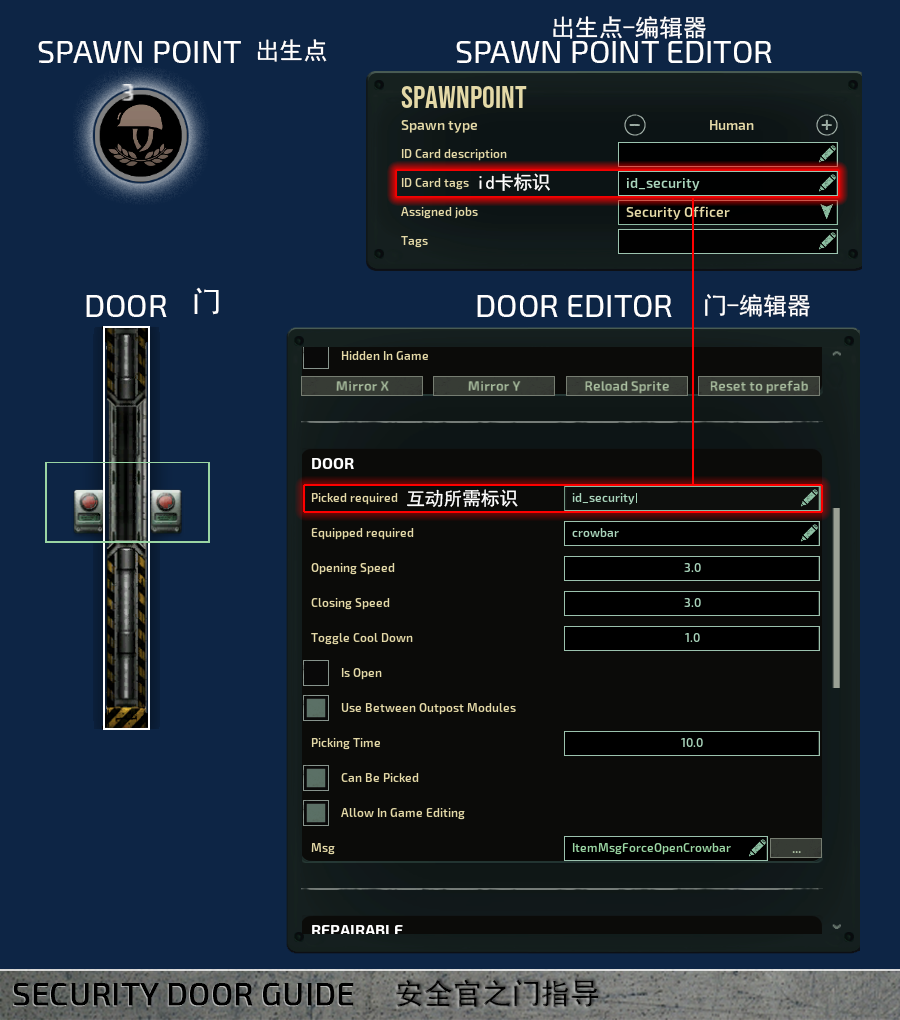 SPAWN POINT 出生点
3
出生点-编辑器
SPAWN POINT EDITOR
SPAWNPOINT
Spawn type Human
ID Card description
ID Card tags id卡标识 id_security
Assigned jobs Security Officer
Tags
DOOR 门
DOOR EDITOR 门-编辑器
Hidden In Game
Mirror X Mirror Y Reload Sprite Reset to prefab
DOOR
Picked required 互动所需标识 id_security
Equipped required crowbar
Opening Speed 3.0
Closing Speed 3.0
Toggle Cool Down 1.0
Is Open
Use Between Outpost Modules
Picking Time 10.0
Can Be Picked
Allow In Game Editing
Msg ItemMsgForceOpenCrowbar ...
REPAIRABLE
SECURITY DOOR GUIDE 安全官之门指导